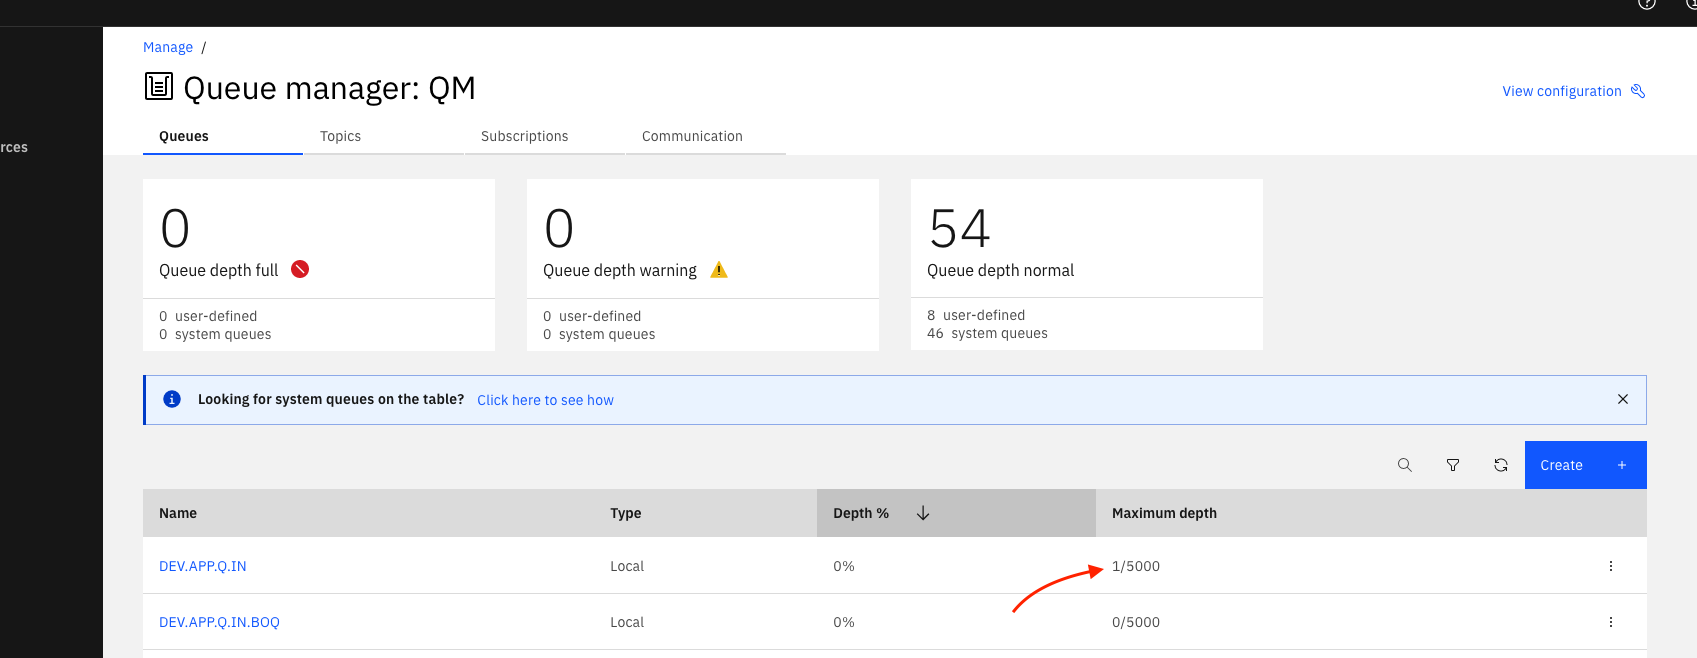 Manage /
Queue manager: QM
View configuration
Queues Topics Subscriptions Communication
rces
0
Queue depth full
0 user-defined
0 system queues
0
Queue depth warning
0 user-defined
0 system queues
54
Queue depth normal
8 user-defined
46 system queues
Looking for system queues on the table? Click here to see how
Create +
Name Type Depth % Maximum depth
DEV.APP.Q.IN Local 0% 1/5000
DEV.APP.Q.IN.BOQ Local 0% 0/5000